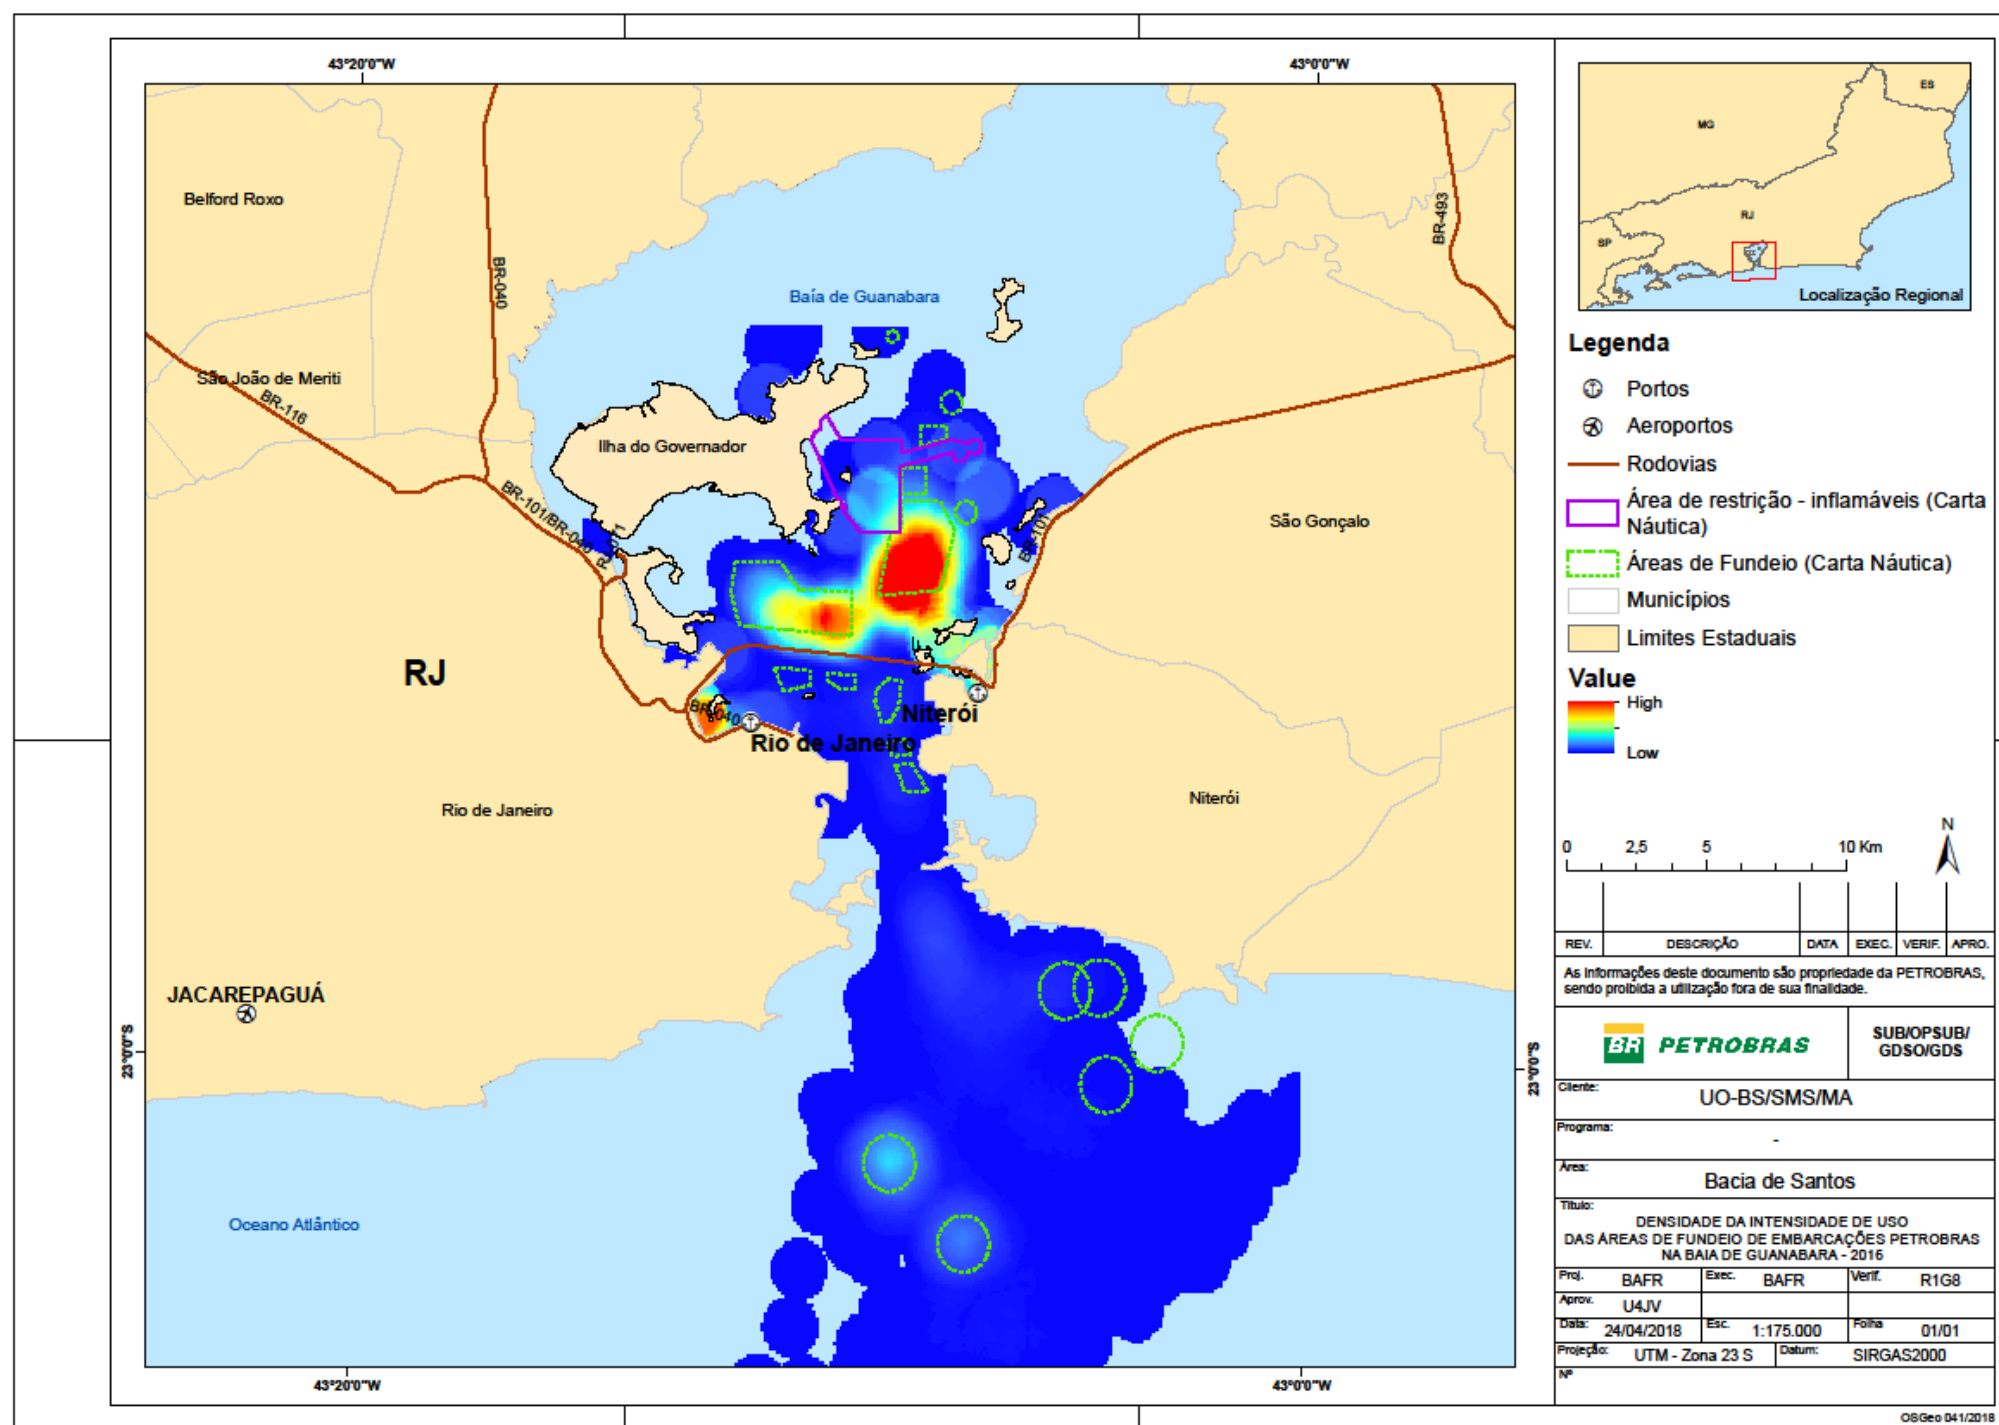 43°20'0"W
43°0'0"W
Belford Roxo
BR-040
BR-493
Baía de Guanabara
São João de Meriti
BR-116
Ilha do Governador
BR-101/BR-040
BR-101
São Gonçalo
RJ
BR-040
Niterói
Rio de Janeiro
Rio de Janeiro
Niterói
JACAREPAGUÁ
23°0'0"S
23°0'0"S
Oceano Atlântico
43°20'0"W
43°0'0"W
ES
MG
RJ
SP
Localização Regional
Legenda
Portos
Aeroportos
Rodovias
Área de restrição - inflamáveis (Carta
Náutica)
Áreas de Fundeio (Carta Náutica)
Municípios
Limites Estaduais
Value
High
Low
0 2,5 5 10 Km
N
REV. DESCRIÇÃO DATA EXEC. VERIF. APRO.
As informações deste documento são propriedade da PETROBRAS,
sendo proibida a utilização fora de sua finalidade.
BR PETROBRAS
SUB/OPSUB/
GDSO/GDS
Cliente:
UO-BS/SMS/MA
Programa:
-
Área:
Bacia de Santos
Título:
DENSIDADE DA INTENSIDADE DE USO
DAS ÁREAS DE FUNDEIO DE EMBARCAÇÕES PETROBRAS
NA BAIA DE GUANABARA - 2016
Proj. BAFR Exec. BAFR Verif. R1G8
Aprov. U4JV
Data: 24/04/2018 Esc. 1:175.000 Folha 01/01
Projeção: UTM - Zona 23 S Datum: SIRGAS2000
Nº
OSGeo 041/2018